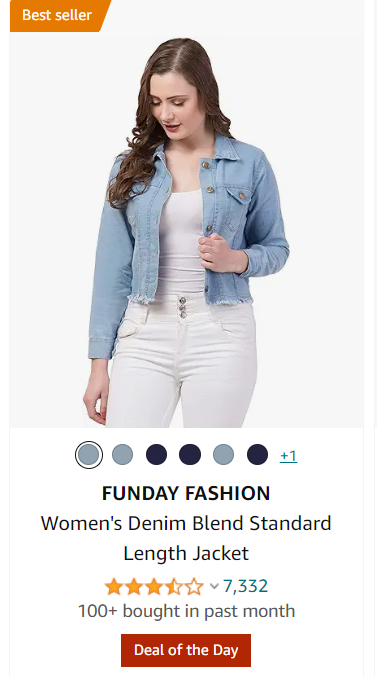 Best seller
+1
FUNDAY FASHION
Women's Denim Blend Standard
Length Jacket
7,332
100+ bought in past month
Deal of the Day